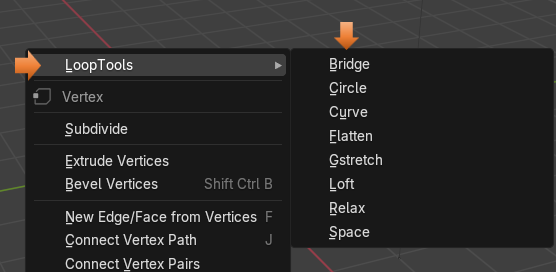 LoopTools
Vertex
Subdivide
Extrude Vertices
Bevel Vertices Shift Ctrl B
New Edge/Face from Vertices F
Connect Vertex Path J
Connect Vertex Pairs
Bridge
Circle
Curve
Flatten
Gstretch
Loft
Relax
Space